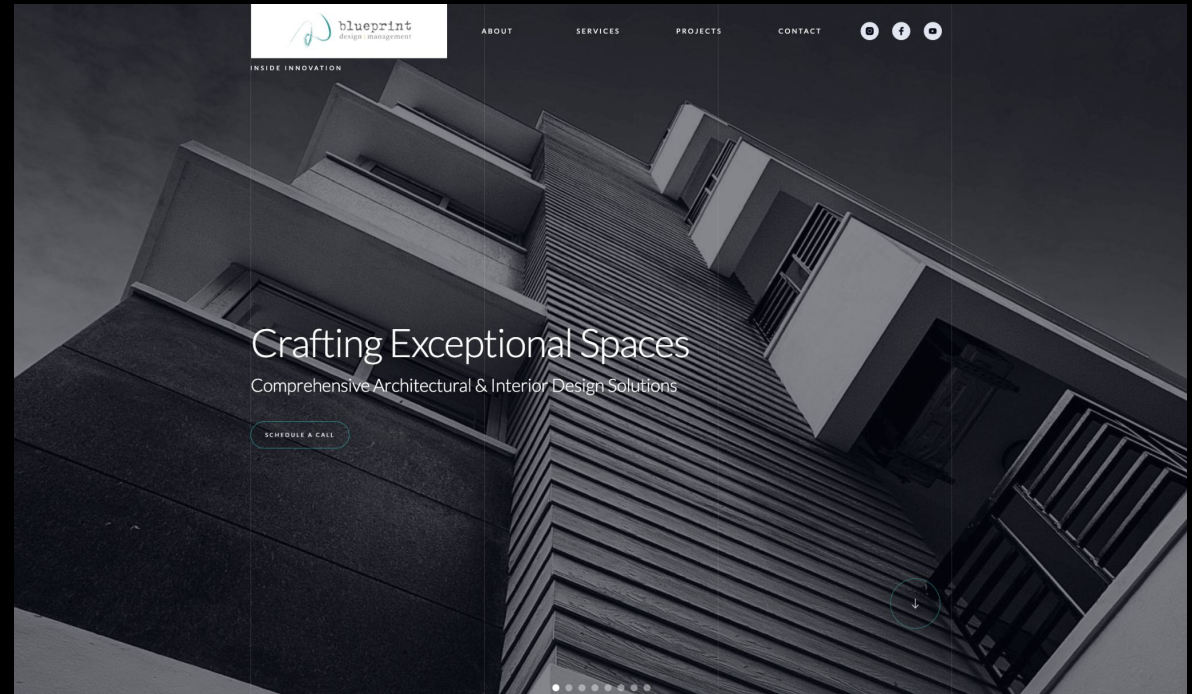 blueprint
design | management
ABOUT
SERVICES
PROJECTS
CONTACT
INSIDE INNOVATION
Crafting Exceptional Spaces
Comprehensive Architectural & Interior Design Solutions
SCHEDULE A CALL